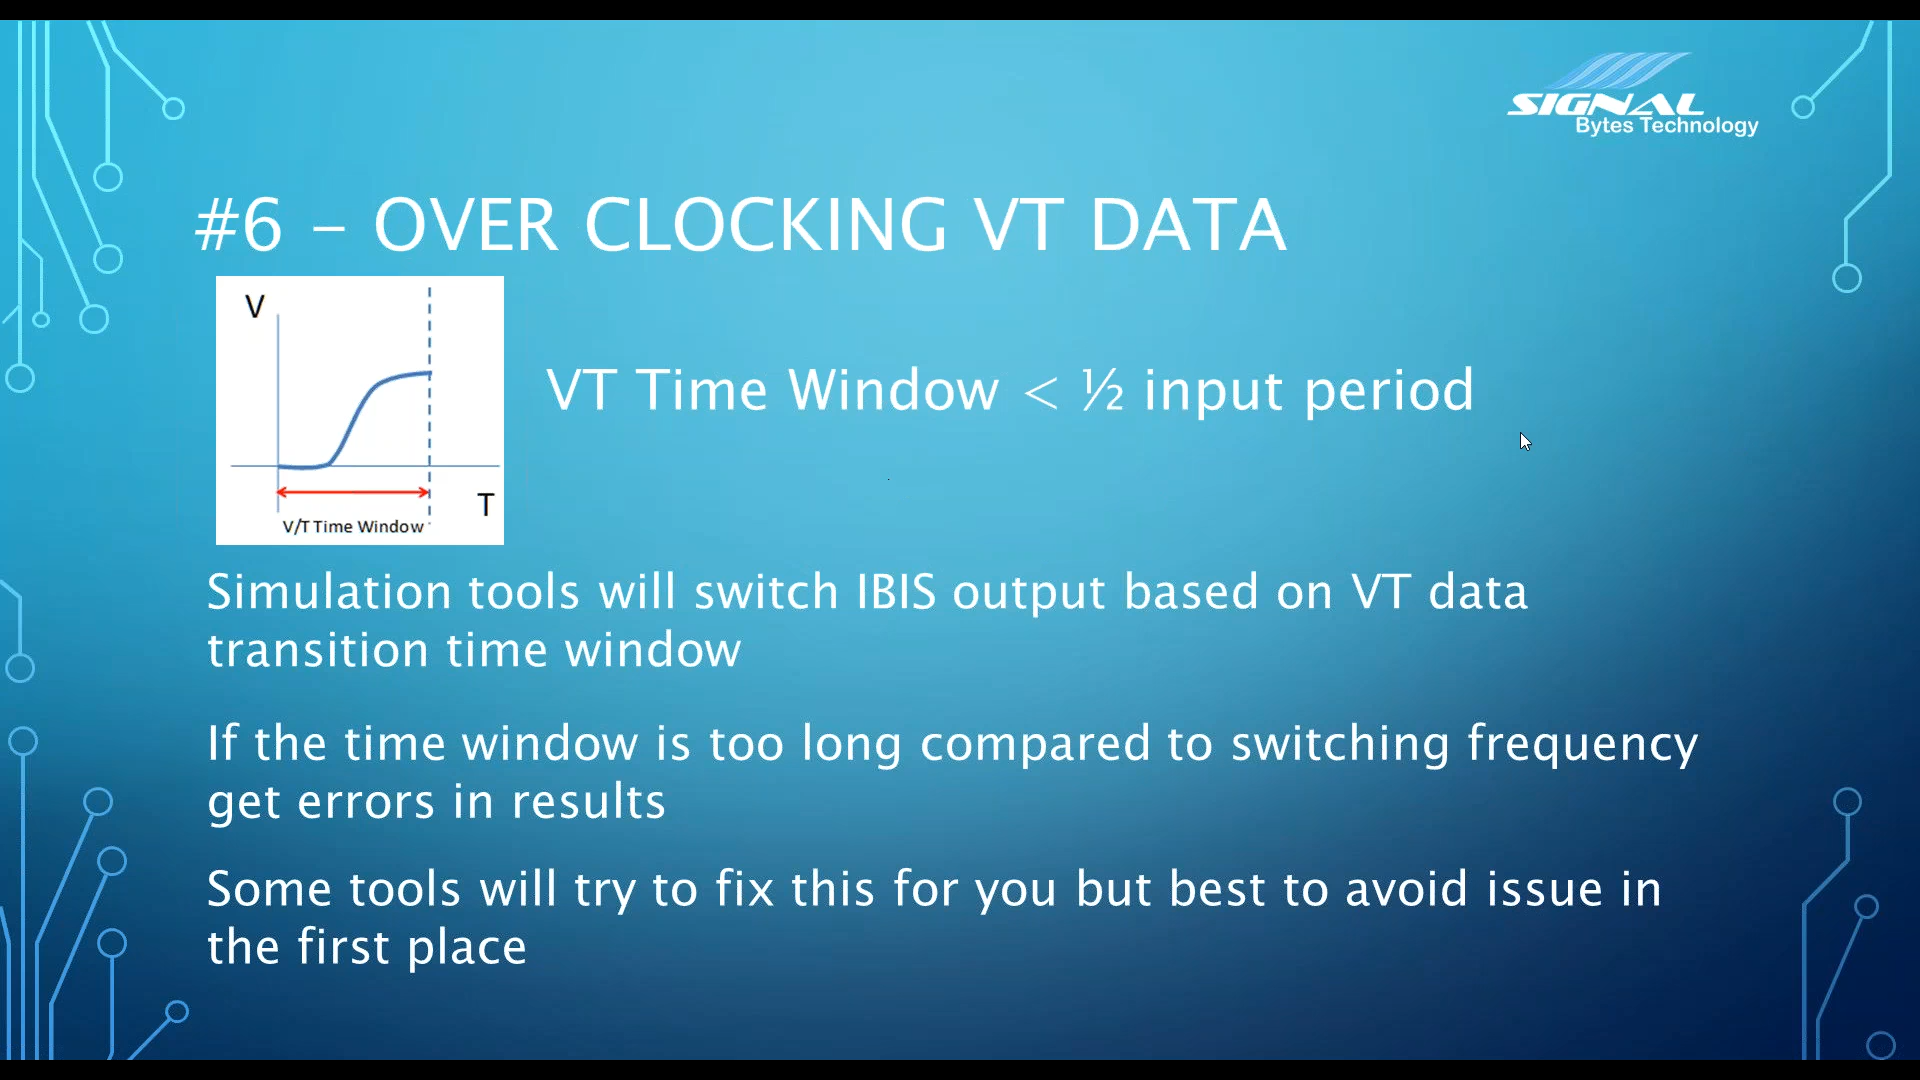 SIGNAL
Bytes Technology
#6 – OVER CLOCKING VT DATA
V
T
V/T Time Window
VT Time Window < ½ input period
Simulation tools will switch IBIS output based on VT data
transition time window
If the time window is too long compared to switching frequency
get errors in results
Some tools will try to fix this for you but best to avoid issue in
the first place